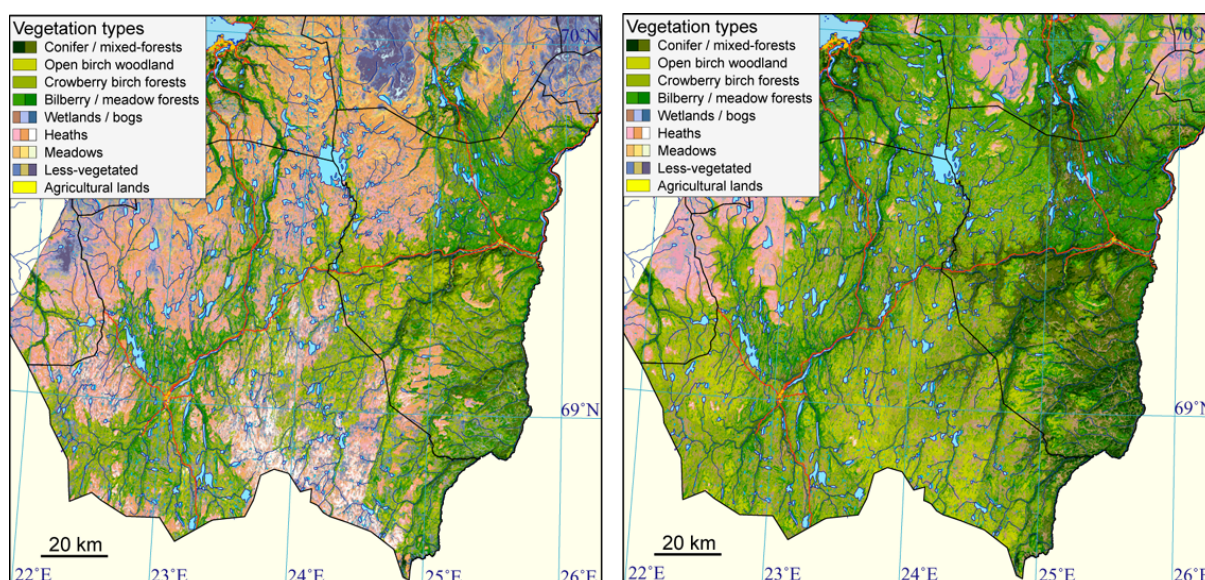 Vegetation types
Conifer / mixed-forests
Open birch woodland
Crowberry birch forests
Bilberry / meadow forests
Wetlands / bogs
Heaths
Meadows
Less-vegetated
Agricultural lands
70˚N
69˚N
20 km
22˚E
23˚E
24˚E
25˚E
26˚E
Vegetation types
Conifer / mixed-forests
Open birch woodland
Crowberry birch forests
Bilberry / meadow forests
Wetlands / bogs
Heaths
Meadows
Less-vegetated
Agricultural lands
70˚N
69˚N
20 km
22˚E
23˚E
24˚E
25˚E
26˚E